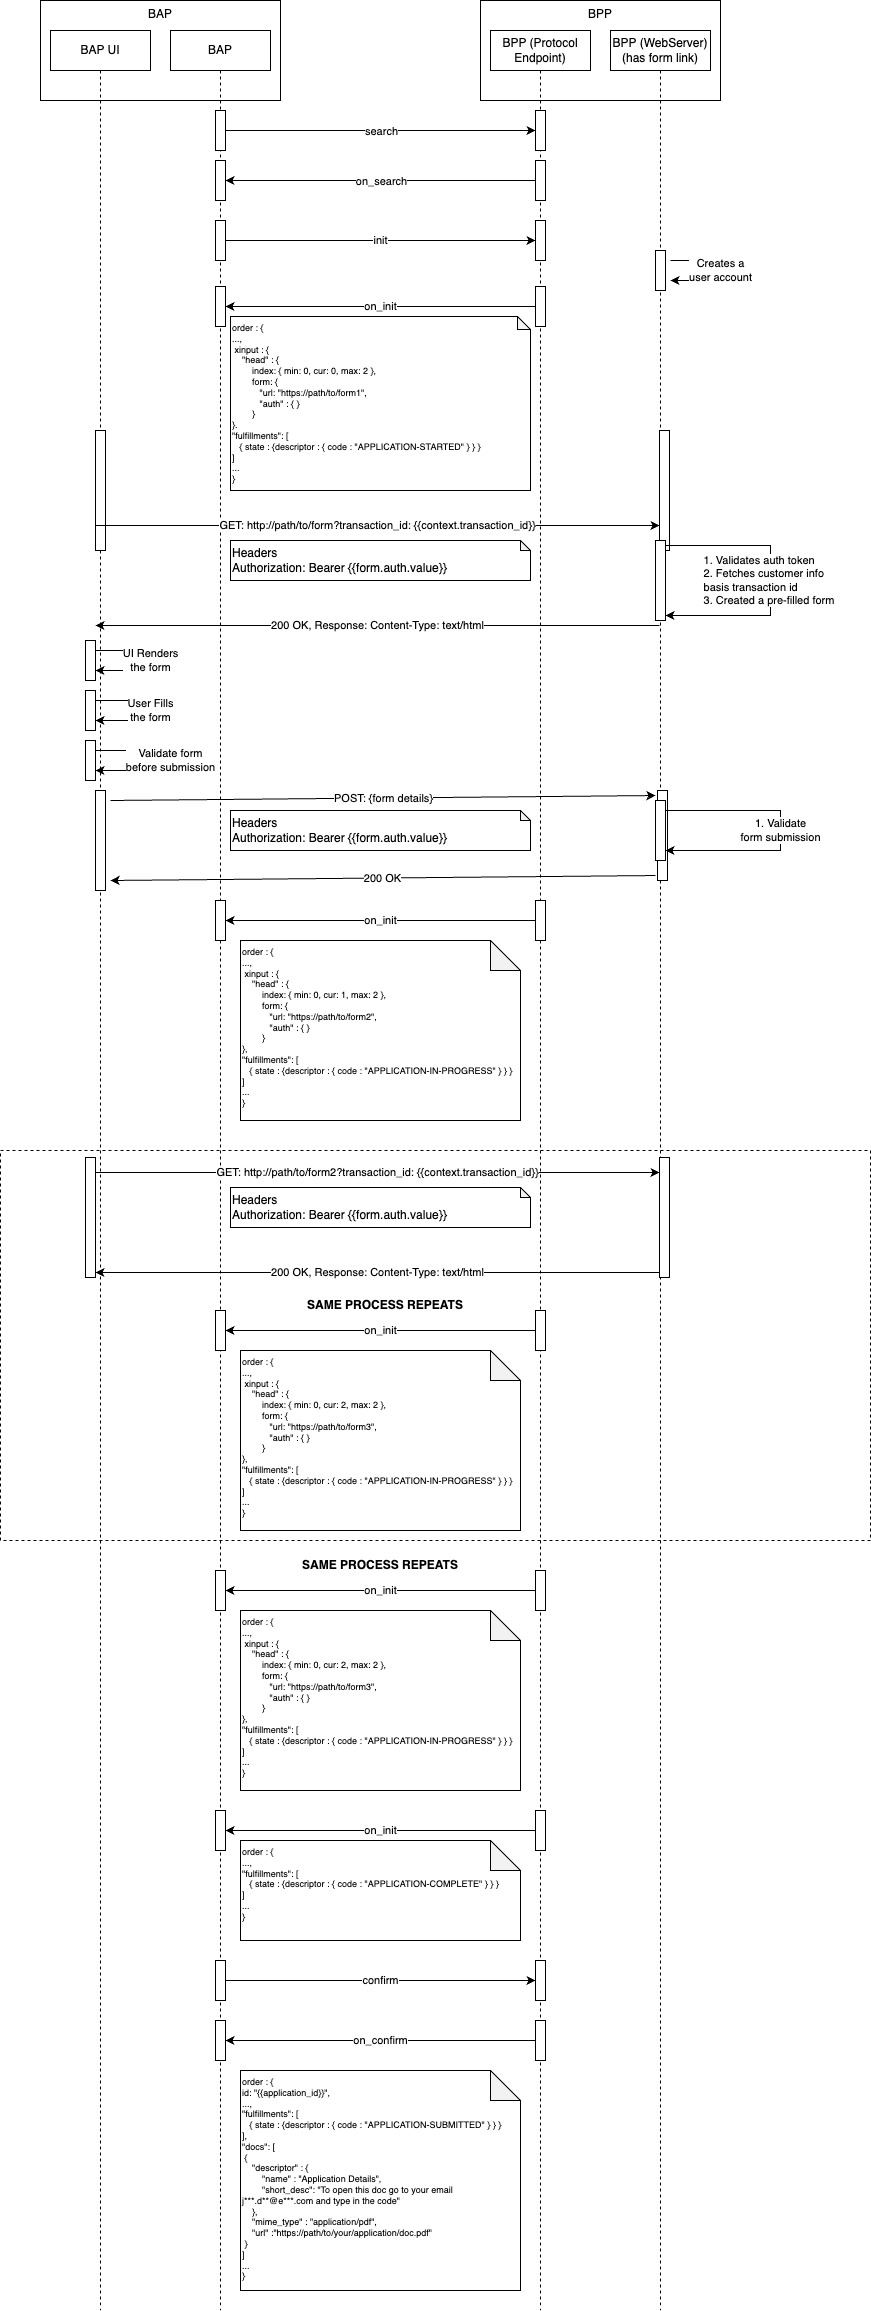 BAP
BPP
BAP UI
BAP
BPP (Protocol
Endpoint)
BPP (WebServer)
(has form link)
search
on_search
init
Creates a
user account
on_init
order : {
...,
xinput : {
"head" : {
index: { min: 0, cur: 0, max: 2 },
form: {
"url: "https://path/to/form1",
"auth" : { }
}
},
"fulfillments": [
{ state : {descriptor : { code : "APPLICATION-STARTED" } } }
]
...
}
GET: http://path/to/form?transaction_id: {{context.transaction_id}}
Headers
Authorization: Bearer {{form.auth.value}}
1. Validates auth token
2. Fetches customer info
basis transaction id
3. Created a pre-filled form
200 OK, Response: Content-Type: text/html
UI Renders
the form
User Fills
the form
Validate form
before submission
POST: {form details}
Headers
Authorization: Bearer {{form.auth.value}}
1. Validate
form submission
200 OK
on_init
order : {
...,
xinput : {
"head" : {
index: { min: 0, cur: 1, max: 2 },
form: {
"url: "https://path/to/form2",
"auth" : { }
}
},
"fulfillments": [
{ state : {descriptor : { code : "APPLICATION-IN-PROGRESS" } } }
]
...
}
GET: http://path/to/form2?transaction_id: {{context.transaction_id}}
Headers
Authorization: Bearer {{form.auth.value}}
200 OK, Response: Content-Type: text/html
SAME PROCESS REPEATS
on_init
order : {
...,
xinput : {
"head" : {
index: { min: 0, cur: 2, max: 2 },
form: {
"url: "https://path/to/form3",
"auth" : { }
}
},
"fulfillments": [
{ state : {descriptor : { code : "APPLICATION-IN-PROGRESS" } } }
]
...
}
SAME PROCESS REPEATS
on_init
order : {
...,
xinput : {
"head" : {
index: { min: 0, cur: 2, max: 2 },
form: {
"url: "https://path/to/form3",
"auth" : { }
}
},
"fulfillments": [
{ state : {descriptor : { code : "APPLICATION-IN-PROGRESS" } } }
]
...
}
on_init
order : {
...,
"fulfillments": [
{ state : {descriptor : { code : "APPLICATION-COMPLETE" } } }
]
...
}
confirm
on_confirm
order : {
id: "{{application_id}}",
...,
"fulfillments": [
{ state : {descriptor : { code : "APPLICATION-SUBMITTED" } } }
],
"docs": [
{
"descriptor" : {
"name" : "Application Details",
"short_desc": "To open this doc go to your email
j***.d**@e***.com and type in the code"
},
"mime_type" : "application/pdf",
"url" :"https://path/to/your/application/doc.pdf"
}
]
...
}